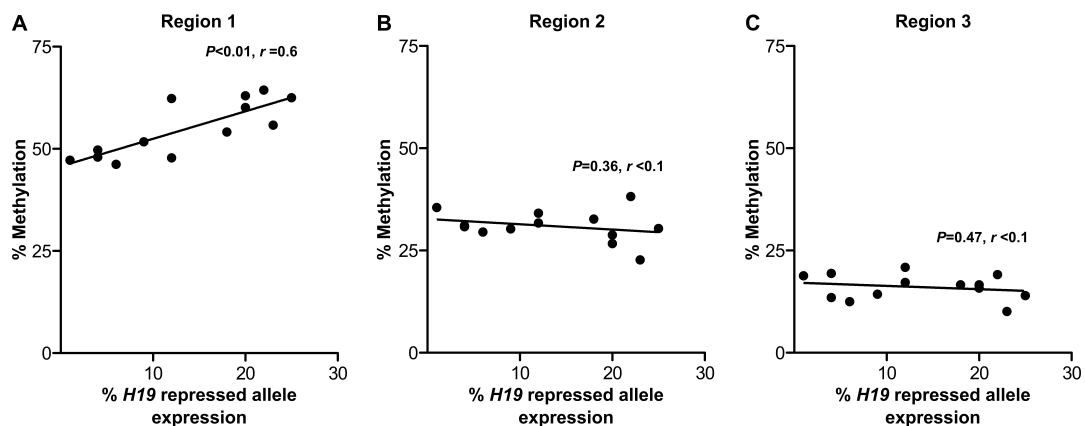 A
Region 1
P<0.01, r =0.6
% Methylation
75
50
25
0
10
20
30
% H19 repressed allele
expression
B
Region 2
P=0.36, r <0.1
% Methylation
75
50
25
0
10
20
30
% H19 repressed allele
expression
C
Region 3
P=0.47, r <0.1
% Methylation
75
50
25
0
10
20
30
% H19 repressed allele
expression